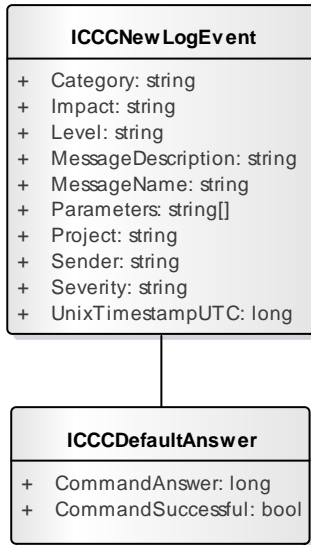 ICCCNewLogEvent
+ Category: string
+ Impact: string
+ Level: string
+ MessageDescription: string
+ MessageName: string
+ Parameters: string[]
+ Project: string
+ Sender: string
+ Severity: string
+ UnixTimestampUTC: long
ICCCDefaultAnswer
+ CommandAnswer: long
+ CommandSuccessful: bool